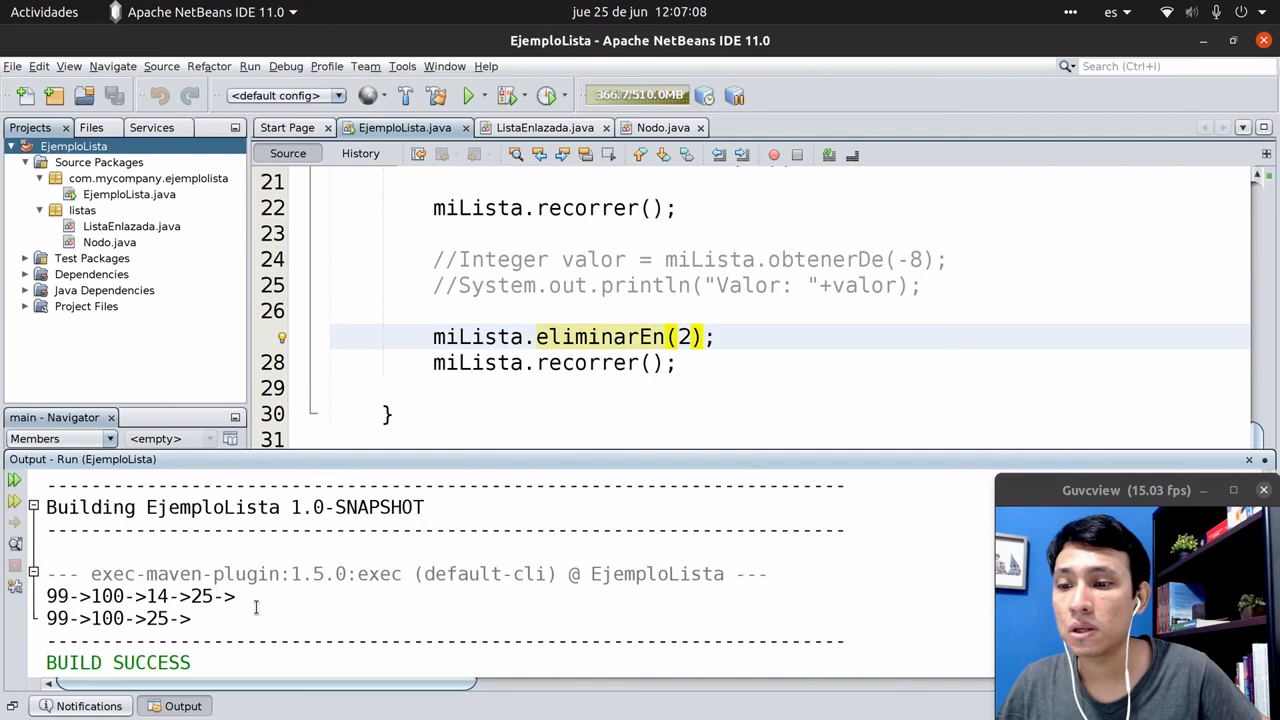 Actividades Apache NetBeans IDE 11.0 jue 25 de jun 12:07:08 es
EjemploLista - Apache NetBeans IDE 11.0
File Edit View Navigate Source Refactor Run Debug Profile Team Tools Window Help Search (Ctrl+I)
<default config> 366.7/510.0MB
Projects Files Services Start Page EjemploLista.java ListaEnlazada.java Nodo.java
EjemploLista
Source Packages
com.mycompany.ejemplolista
EjemploLista.java
listas
ListaEnlazada.java
Nodo.java
Test Packages
Dependencies
Java Dependencies
Project Files
main - Navigator
Members <empty>
Source History
21
22 miLista.recorrer();
23
24 //Integer valor = miLista.obtenerDe(-8);
25 //System.out.println("Valor: "+valor);
26
miLista.eliminarEn(2);
28 miLista.recorrer();
29
30 }
31
Output - Run (EjemploLista)
------------------------------------------------------------------------
Building EjemploLista 1.0-SNAPSHOT
------------------------------------------------------------------------
--- exec-maven-plugin:1.5.0:exec (default-cli) @ EjemploLista ---
99->100->14->25->
99->100->25->
------------------------------------------------------------------------
BUILD SUCCESS
Guvcview (15.03 fps)
Notifications Output